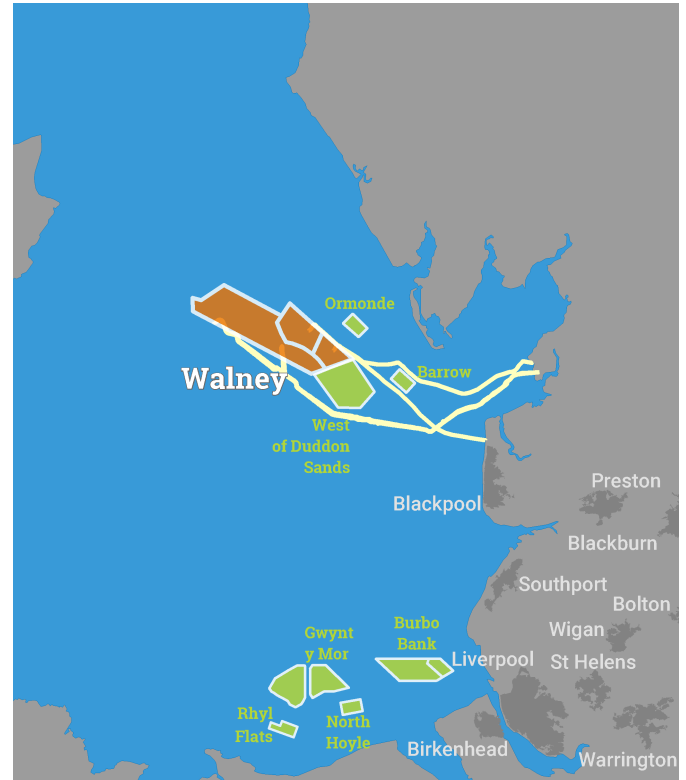 Ormonde
Walney
Barrow
West
of Duddon
Sands
Preston
Blackpool
Blackburn
Southport
Bolton
Wigan
Burbo
Bank
Gwynt
y Mor
Liverpool
St Helens
Rhyl
Flats
North
Hoyle
Birkenhead
Warrington